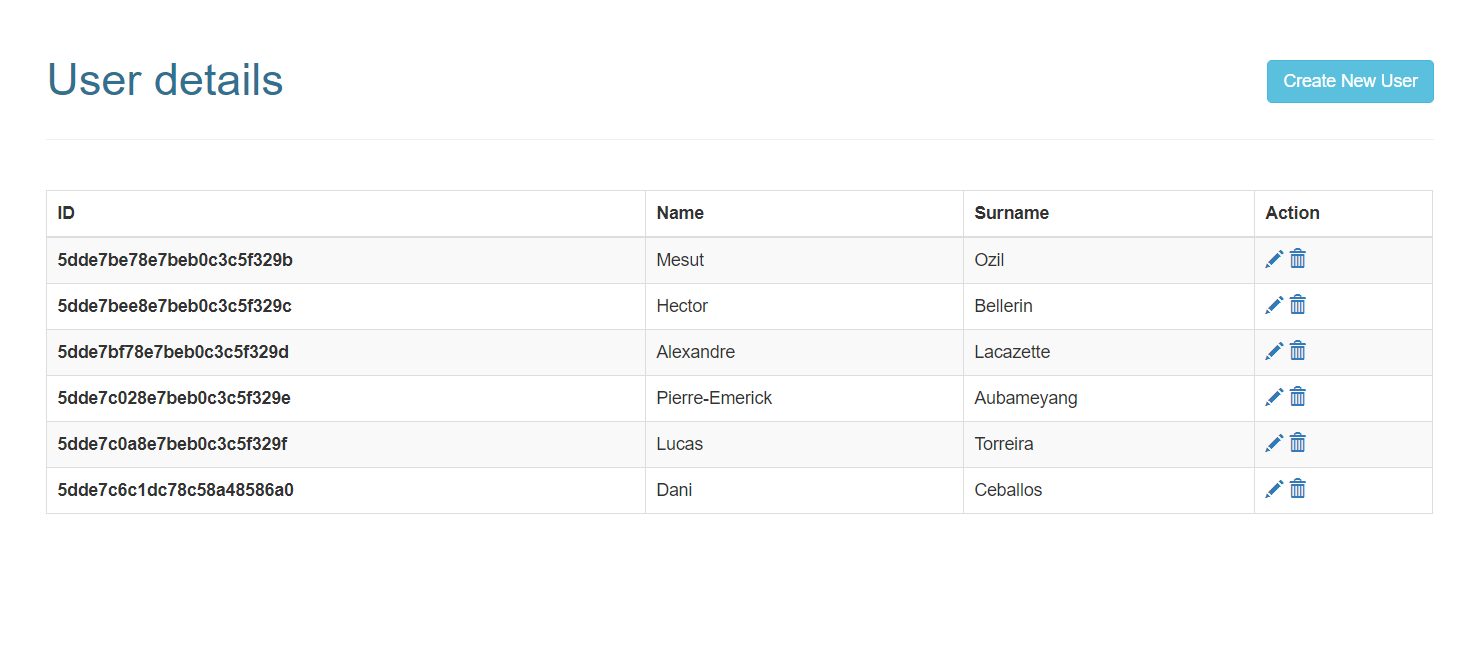 User details
Create New User
ID Name Surname Action
5dde7be78e7beb0c3c5f329b Mesut Ozil
5dde7bee8e7beb0c3c5f329c Hector Bellerin
5dde7bf78e7beb0c3c5f329d Alexandre Lacazette
5dde7c028e7beb0c3c5f329e Pierre-Emerick Aubameyang
5dde7c0a8e7beb0c3c5f329f Lucas Torreira
5dde7c6c1dc78c58a48586a0 Dani Ceballos